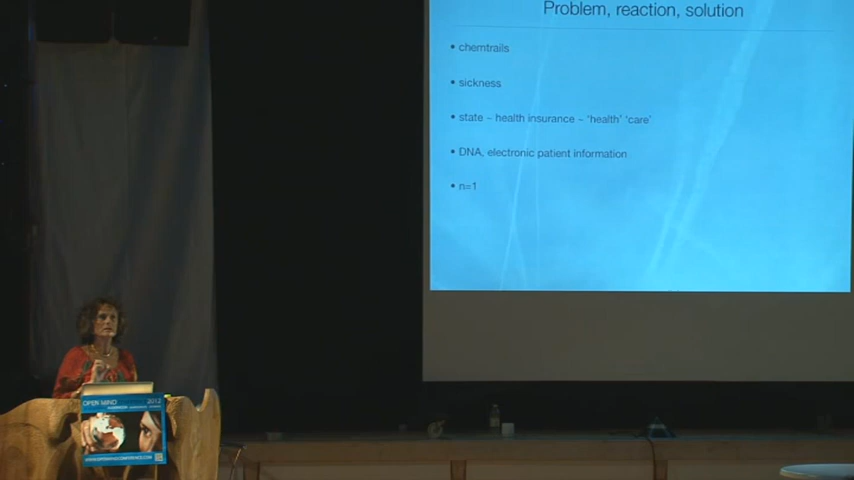 Problem, reaction, solution
• chemtrails
• sickness
• state ~ health insurance ~ 'health' 'care'
• DNA, electronic patient information
• n=1
OPEN MIND 2012